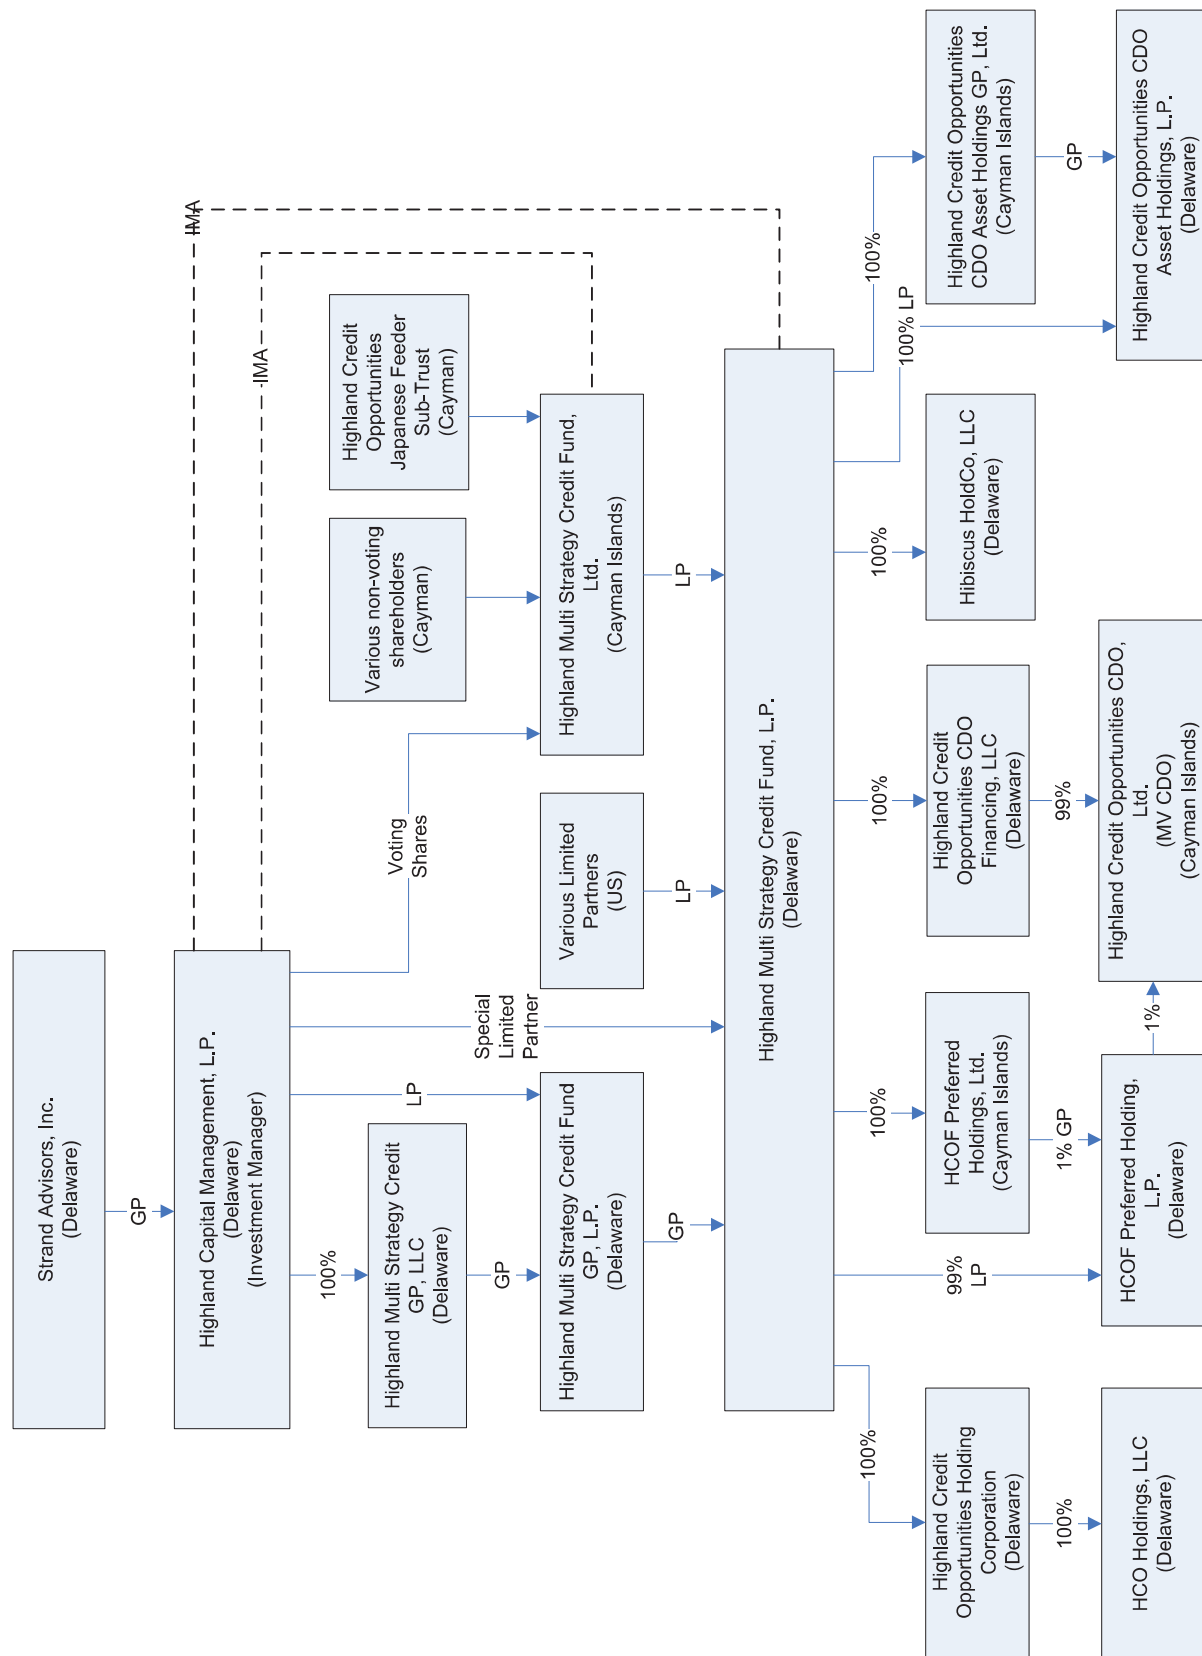 Strand Advisors, Inc.
(Delaware)
GP
Highland Capital Management, L.P.
(Delaware)
(Investment Manager)
IMA
IMA
100%
LP
Special
Limited
Partner
Voting
Shares
Highland Multi Strategy Credit
GP, LLC
(Delaware)
Various non-voting
shareholders
(Cayman)
Highland Credit
Opportunities
Japanese Feeder
Sub-Trust
(Cayman)
GP
Highland Multi Strategy Credit Fund
GP, L.P.
(Delaware)
Various Limited
Partners
(US)
Highland Multi Strategy Credit Fund,
Ltd.
(Cayman Islands)
GP
LP
LP
Highland Multi Strategy Credit Fund, L.P.
(Delaware)
100%
99%
LP
100%
100%
100%
100% LP
100%
Highland Credit
Opportunities Holding
Corporation
(Delaware)
HCOF Preferred
Holdings, Ltd.
(Cayman Islands)
Highland Credit
Opportunities CDO
Financing, LLC
(Delaware)
Hibiscus HoldCo, LLC
(Delaware)
Highland Credit Opportunities
CDO Asset Holdings GP, Ltd.
(Cayman Islands)
100%
1% GP
99%
GP
HCO Holdings, LLC
(Delaware)
HCOF Preferred Holding,
L.P.
(Delaware)
1%
Highland Credit Opportunities CDO,
Ltd.
(MV CDO)
(Cayman Islands)
Highland Credit Opportunities CDO
Asset Holdings, L.P.
(Delaware)